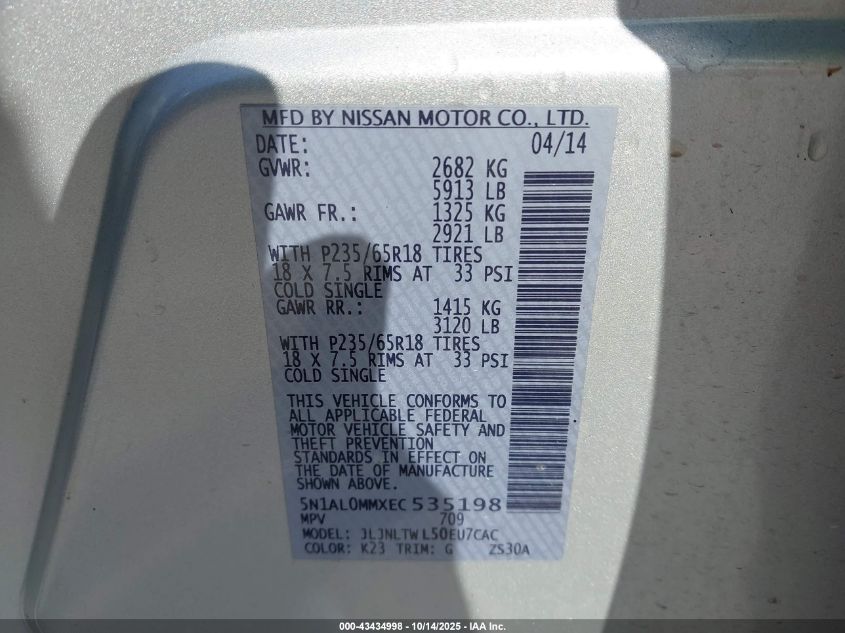 MFD BY NISSAN MOTOR CO., LTD.
DATE: 04/14
GVWR: 2682 KG
5913 LB
GAWR FR.: 1325 KG
2921 LB
WITH P235/65R18 TIRES
18 X 7.5 RIMS AT 33 PSI
COLD SINGLE
GAWR RR.: 1415 KG
3120 LB
WITH P235/65R18 TIRES
18 X 7.5 RIMS AT 33 PSI
COLD SINGLE
THIS VEHICLE CONFORMS TO
ALL APPLICABLE FEDERAL
MOTOR VEHICLE SAFETY AND
THEFT PREVENTION
STANDARDS IN EFFECT ON
THE DATE OF MANUFACTURE
SHOWN ABOVE.
5N1AL0MMXEC535198
MPV 709
MODEL: JLJNLTWL50EU7CAC
COLOR: K23 TRIM: G ZS30A
000-43434998 - 10/14/2025 - IAA Inc.